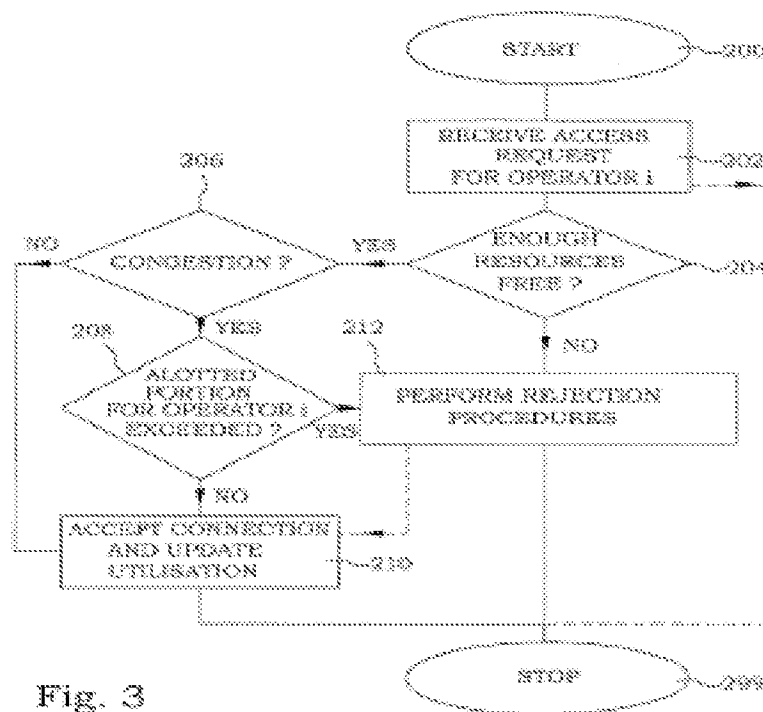 START
200
RECEIVE ACCESS
REQUEST
FOR OPERATOR i
202
206
NO
CONGESTION ?
YES
ENOUGH
RESOURCES
FREE ?
204
YES
NO
208
212
ALOTTED
PORTION
FOR OPERATOR i
EXCEEDED ?
YES
PERFORM REJECTION
PROCEDURES
NO
ACCEPT CONNECTION
AND UPDATE
UTILISATION
210
STOP
299
Fig. 3